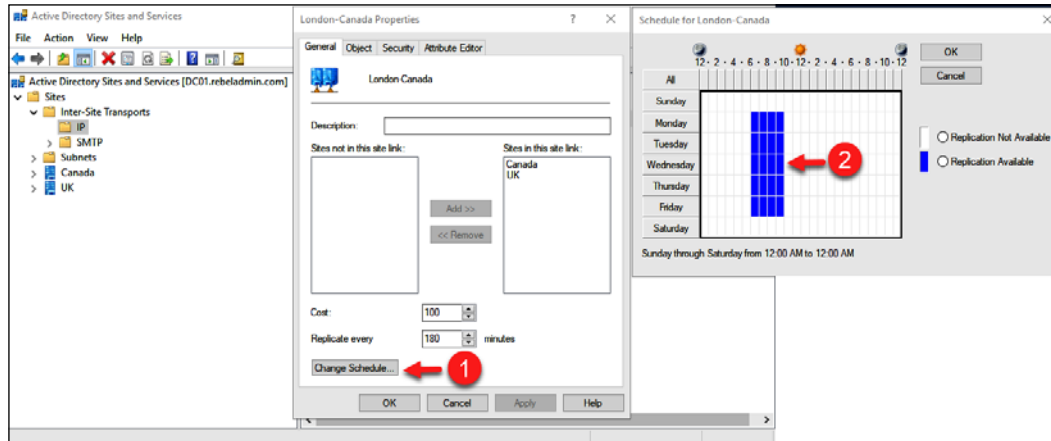 Active Directory Sites and Services
File Action View Help
Active Directory Sites and Services [DC01.rebeladmin.com]
Sites
Inter-Site Transports
IP
SMTP
Subnets
Canada
UK
London-Canada Properties
General Object Security Attribute Editor
London Canada
Description:
Sites not in this site link:
Sites in this site link:
Canada
UK
Add >>
<< Remove
Cost: 100
Replicate every 180 minutes
Change Schedule...
1
OK Cancel Apply Help
Schedule for London-Canada
12 · 2 · 4 · 6 · 8 · 10 · 12 · 2 · 4 · 6 · 8 · 10 · 12
All
Sunday
Monday
Tuesday
Wednesday
Thursday
Friday
Saturday
2
OK
Cancel
Replication Not Available
Replication Available
Sunday through Saturday from 12:00 AM to 12:00 AM